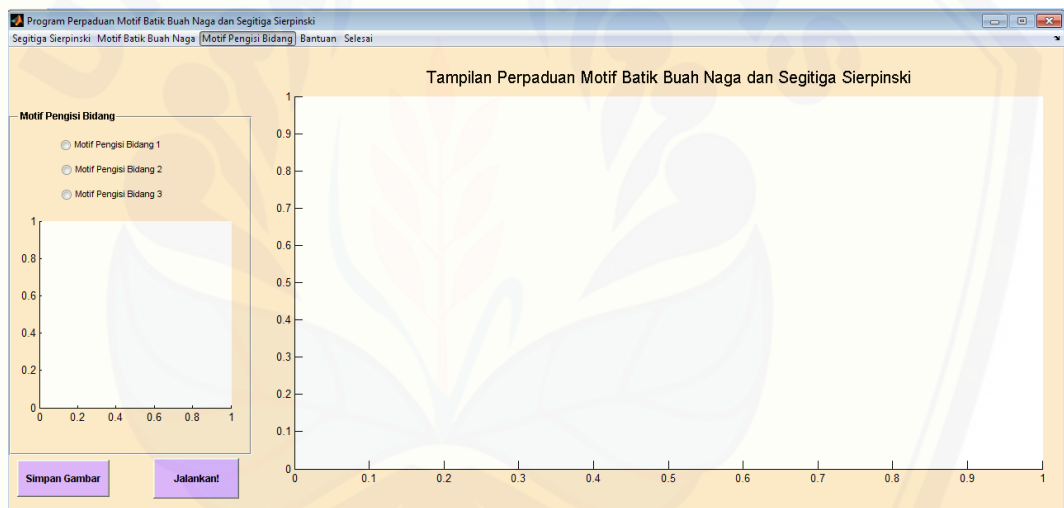 Program Perpaduan Motif Batik Buah Naga dan Segitiga Sierpinski
Segitiga Sierpinski Motif Batik Buah Naga Motif Pengisi Bidang Bantuan Selesai
Tampilan Perpaduan Motif Batik Buah Naga dan Segitiga Sierpinski
Motif Pengisi Bidang
Motif Pengisi Bidang 1
Motif Pengisi Bidang 2
Motif Pengisi Bidang 3
1
0.8
0.6
0.4
0.2
0
0 0.2 0.4 0.6 0.8 1
Simpan Gambar Jalankan!
1
0.9
0.8
0.7
0.6
0.5
0.4
0.3
0.2
0.1
0
0 0.1 0.2 0.3 0.4 0.5 0.6 0.7 0.8 0.9 1